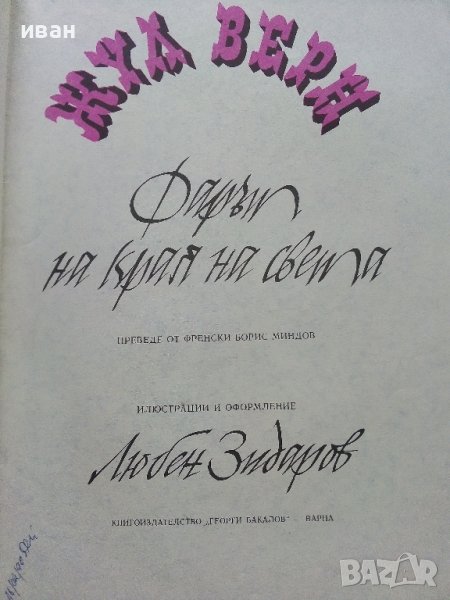 иван
ЖУЛ ВЕРН
Фарът
на края на света
ПРЕВЕДЕ ОТ ФРЕНСКИ БОРИС МИНДОВ
ИЛЮСТРАЦИИ И ОФОРМЛЕНИЕ
Любен Зидаров
КНИГОИЗДАТЕЛСТВО „ГЕОРГИ БАКАЛОВ“ – ВАРНА
BAZAR